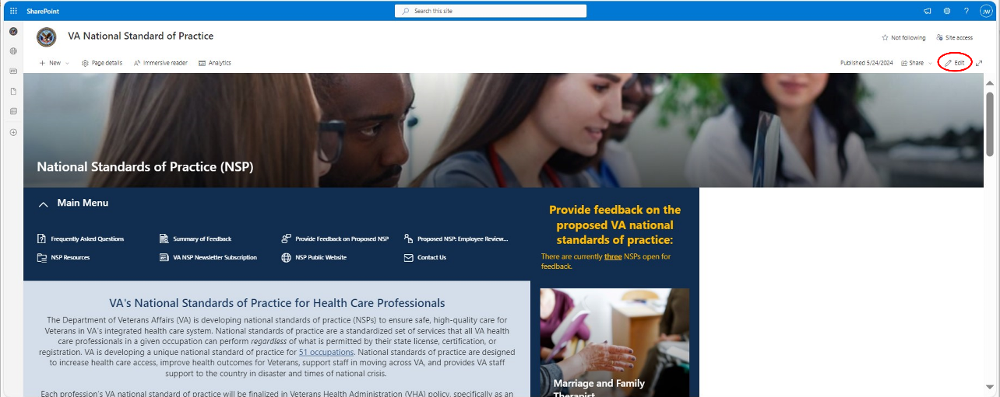 SharePoint
Search this site
? JW
VA National Standard of Practice
Not following Site access
New Page details Immersive reader Analytics
Published 5/24/2024 Share Edit
National Standards of Practice (NSP)
Main Menu
Frequently Asked Questions Summary of Feedback Provide Feedback on Proposed NSP Proposed NSP: Employee Review...
NSP Resources VA NSP Newsletter Subscription NSP Public Website Contact Us
Provide feedback on the
proposed VA national
standards of practice:
There are currently three NSPs open for
feedback.
VA's National Standards of Practice for Health Care Professionals
The Department of Veterans Affairs (VA) is developing national standards of practice (NSPs) to ensure safe, high-quality care for
Veterans in VA's integrated health care system. National standards of practice are a standardized set of services that all VA health
care professionals in a given occupation can perform regardless of what is permitted by their state license, certification, or
registration. VA is developing a unique national standard of practice for 51 occupations. National standards of practice are designed
to increase health care access, improve health outcomes for Veterans, support staff in moving across VA, and provides VA staff
support to the country in disaster and times of national crisis.
Each profession's VA national standard of practice will be finalized in Veterans Health Administration (VHA) policy, specifically as an
Marriage and Family
Therapist